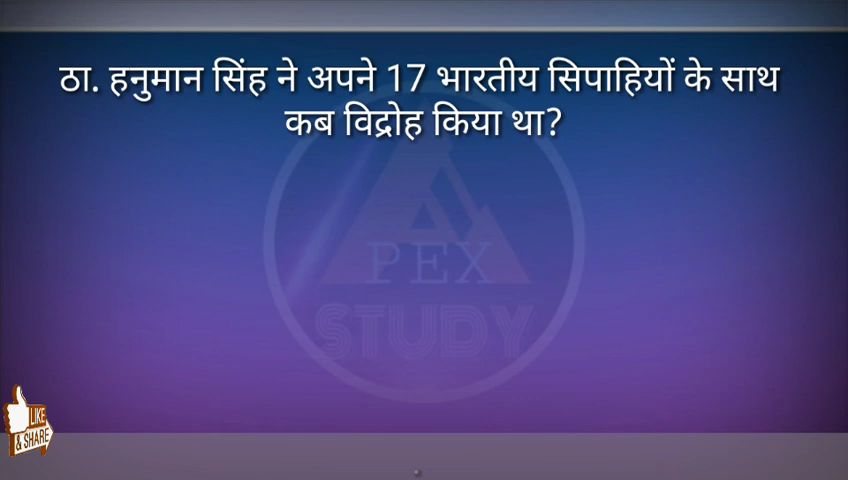 ठा. हनुमान सिंह ने अपने 17 भारतीय सिपाहियों के साथ
कब विद्रोह किया था?
PEX
STUDY
LIKE
& SHARE